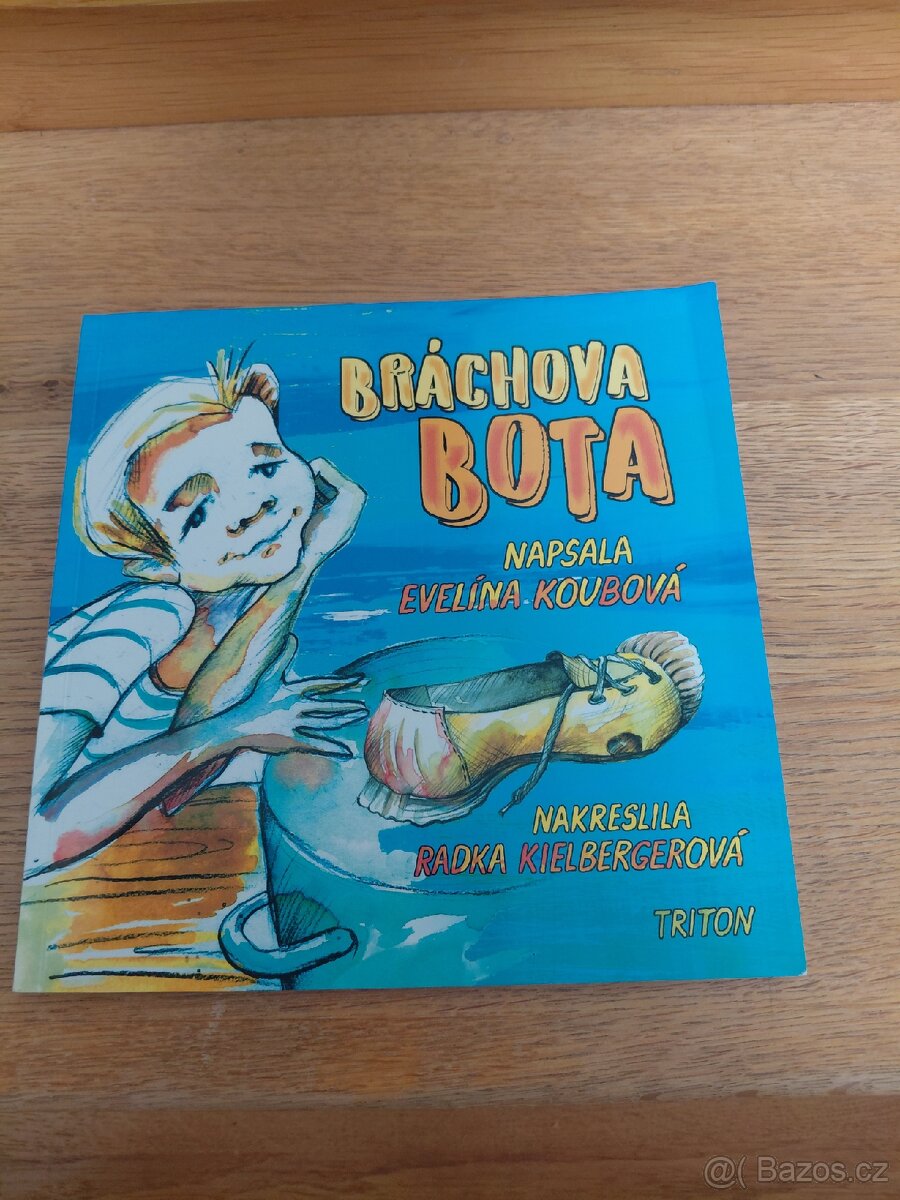 BRÁCHOVA
BOTA
NAPSALA
EVELÍNA KOUBOVÁ
NAKRESLILA
RADKA KIELBERGEROVÁ
TRITON
@( Bazos.cz